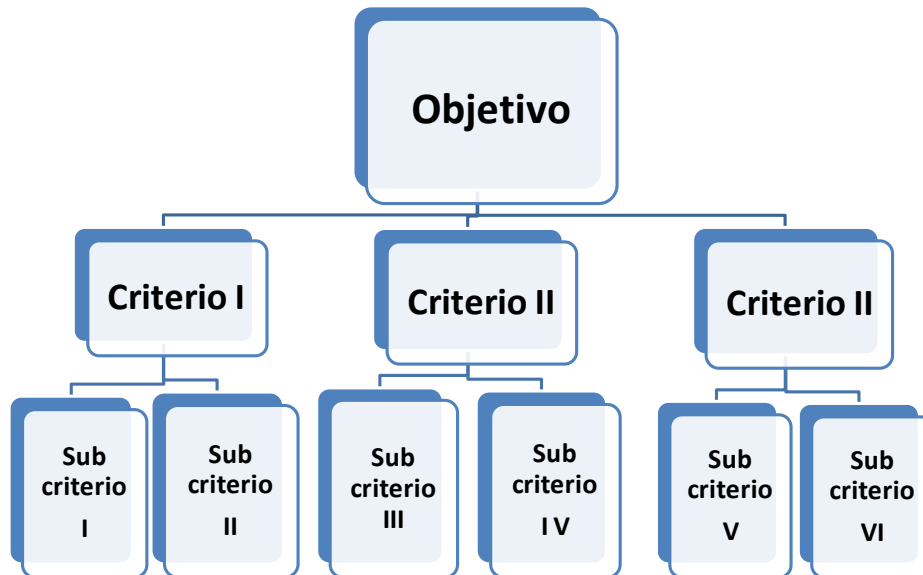 Objetivo
Criterio I
Criterio II
Criterio II
Sub
criterio
I
Sub
criterio
II
Sub
criterio
III
Sub
criterio
I V
Sub
criterio
V
Sub
criterio
VI